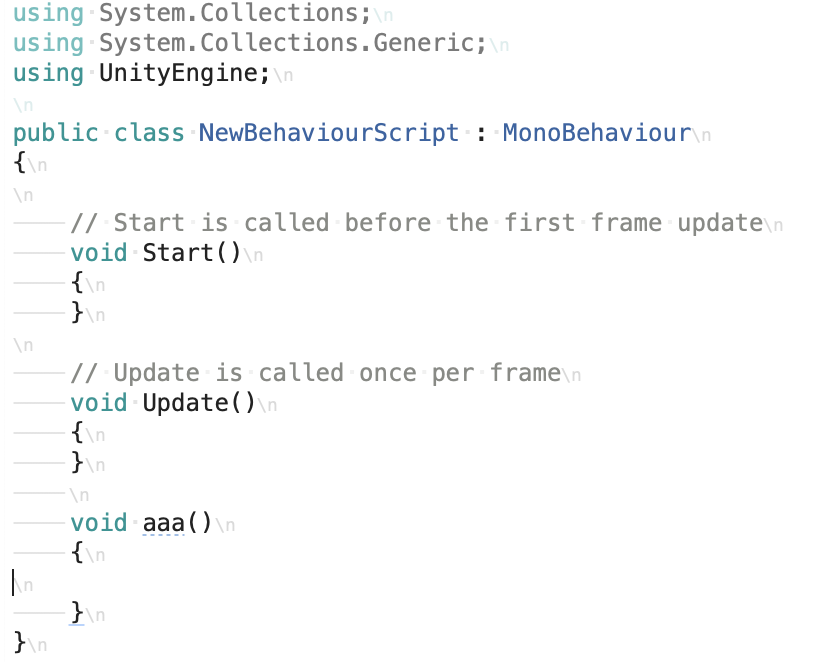 using System.Collections;\n
using System.Collections.Generic;\n
using UnityEngine;\n
\n
public class NewBehaviourScript : MonoBehaviour\n
{\n
\n
// Start is called before the first frame update\n
void Start()\n
{\n
}\n
\n
// Update is called once per frame\n
void Update()\n
{\n
}\n
\n
void aaa()\n
{\n
\n
}\n
}\n